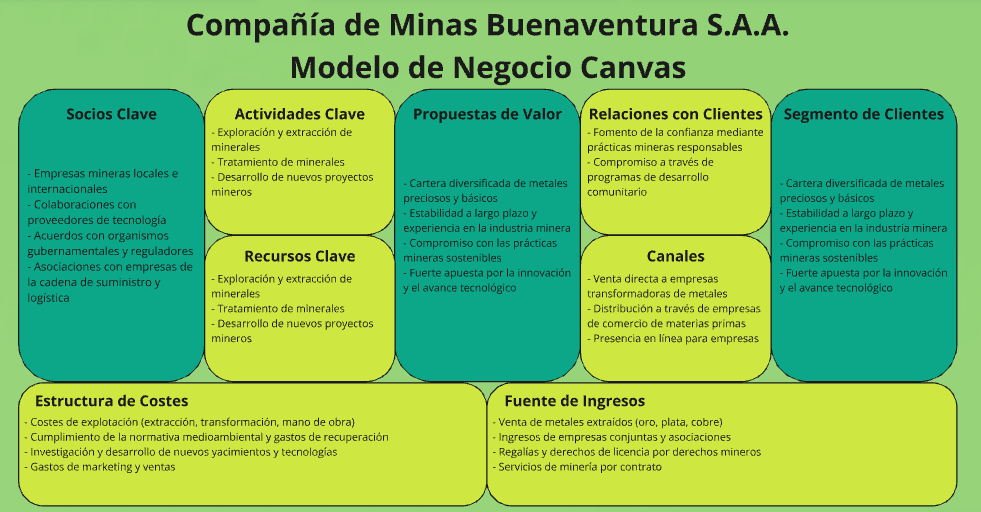 Compañía de Minas Buenaventura S.A.A.
Modelo de Negocio Canvas
Socios Clave
- Empresas mineras locales e
internacionales
- Colaboraciones con
proveedores de tecnología
- Acuerdos con organismos
gubernamentales y reguladores
- Asociaciones con empresas de
la cadena de suministro y
logística
Actividades Clave
- Exploración y extracción de
minerales
- Tratamiento de minerales
- Desarrollo de nuevos proyectos
mineros
Recursos Clave
- Exploración y extracción de
minerales
- Tratamiento de minerales
- Desarrollo de nuevos proyectos
mineros
Propuestas de Valor
- Cartera diversificada de metales
preciosos y básicos
- Estabilidad a largo plazo y
experiencia en la industria minera
- Compromiso con las prácticas
mineras sostenibles
- Fuerte apuesta por la innovación
y el avance tecnológico
Relaciones con Clientes
- Fomento de la confianza mediante
prácticas mineras responsables
- Compromiso a través de
programas de desarrollo
comunitario
Canales
- Venta directa a empresas
transformadoras de metales
- Distribución a través de empresas
de comercio de materias primas
- Presencia en línea para empresas
Segmento de Clientes
- Cartera diversificada de metales
preciosos y básicos
- Estabilidad a largo plazo y
experiencia en la industria minera
- Compromiso con las prácticas
mineras sostenibles
- Fuerte apuesta por la innovación
y el avance tecnológico
Estructura de Costes
- Costes de explotación (extracción, transformación, mano de obra)
- Cumplimiento de la normativa medioambiental y gastos de recuperación
- Investigación y desarrollo de nuevos yacimientos y tecnologías
- Gastos de marketing y ventas
Fuente de Ingresos
- Venta de metales extraídos (oro, plata, cobre)
- Ingresos de empresas conjuntas y asociaciones
- Regalías y derechos de licencia por derechos mineros
- Servicios de minería por contrato